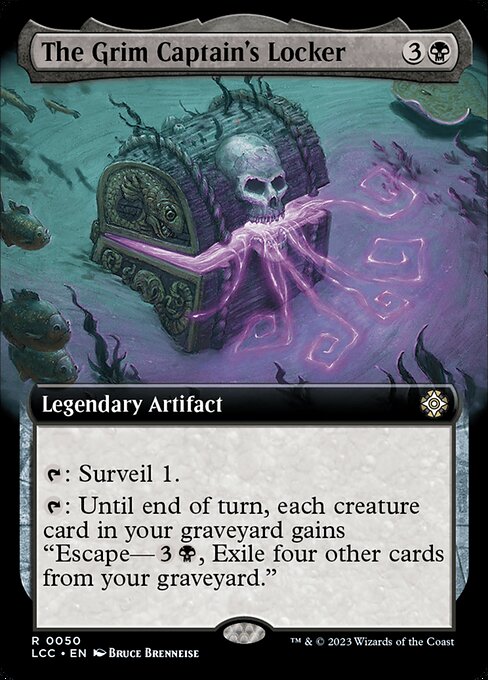 The Grim Captain's Locker 3
Legendary Artifact
: Surveil 1.
: Until end of turn, each creature
card in your graveyard gains
“Escape—3, Exile four other cards
from your graveyard.”
R 0050
LCC • EN Bruce Brenneise
™ & © 2023 Wizards of the Coast